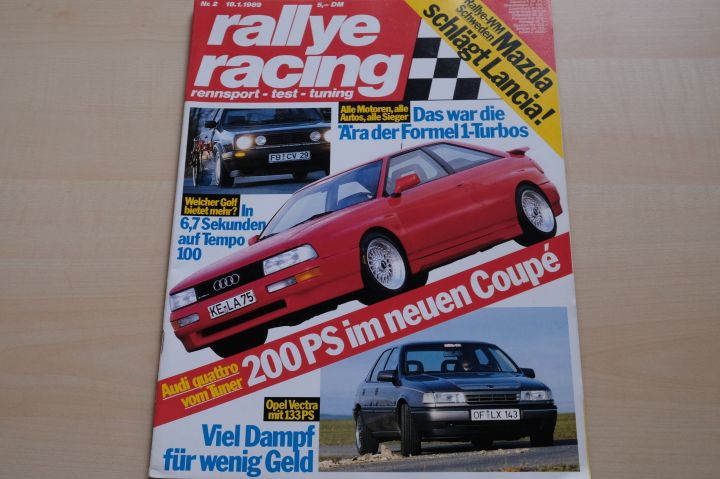 Nr. 2 18.1.1989 5,– DM
rallye
racing
rennsport - test - tuning
Rallye-WM
Schweden
Mazda
schlägt Lancia!
Alle Motoren, alle
Autos, alle Sieger
Das war die
Ära der Formel 1-Turbos
FB CV 29
Welcher Golf
bietet mehr?
In
6,7 Sekunden
auf Tempo
100
KE LA 75
Audi quattro
vom Tuner
200 PS im neuen Coupé
Opel Vectra
mit 133 PS
Viel Dampf
für wenig Geld
OF LX 143